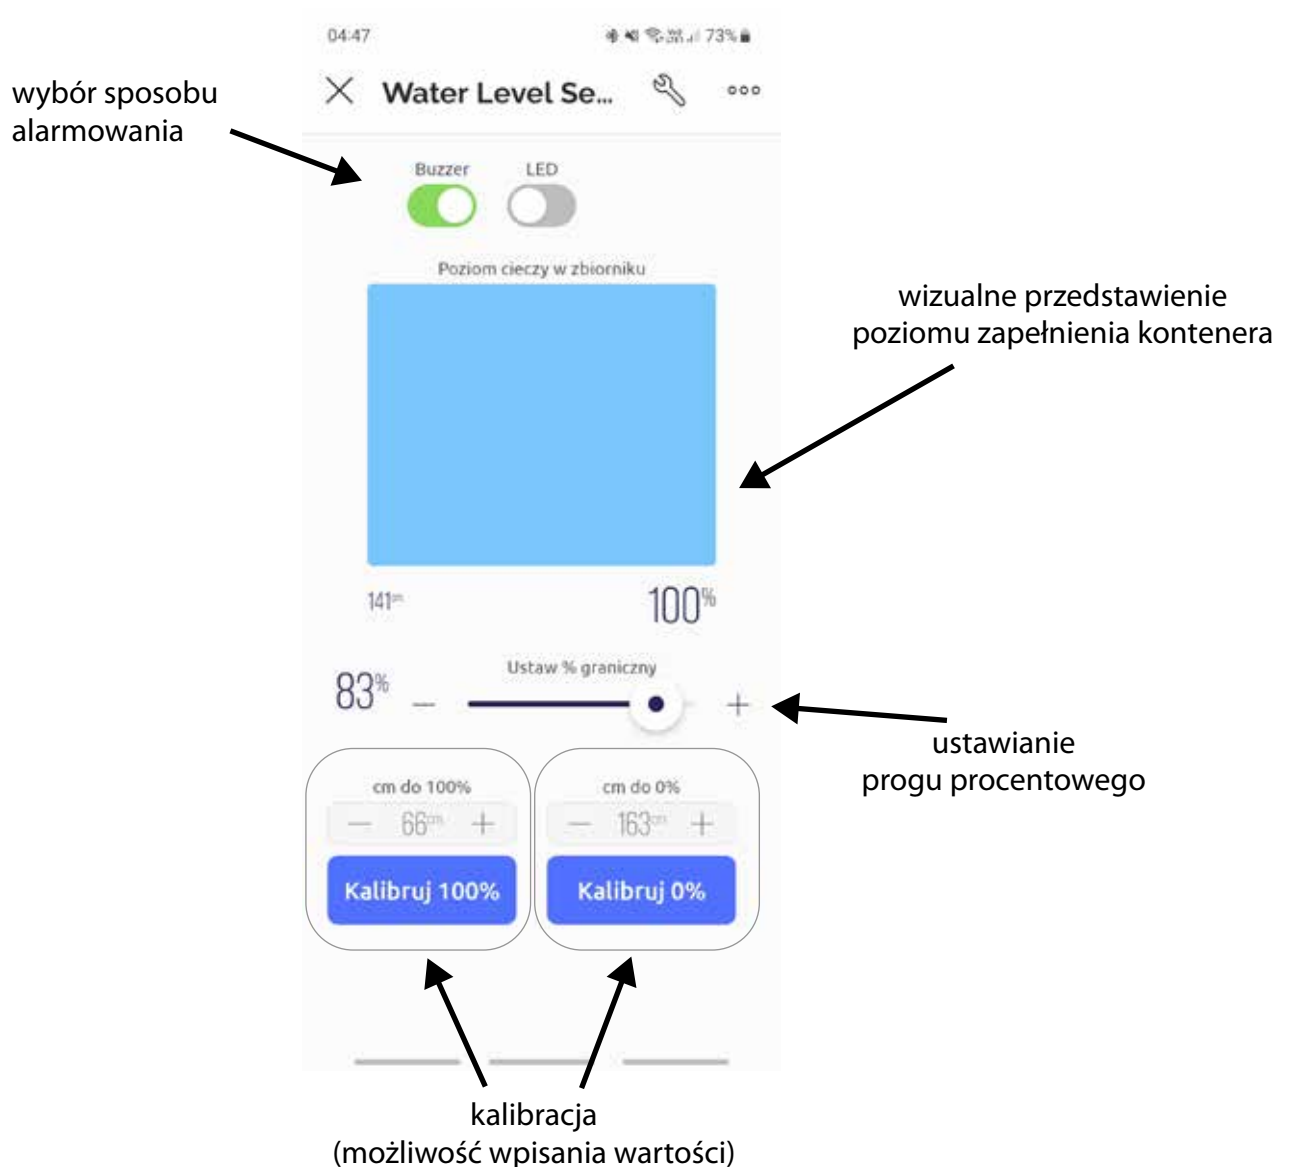 04:47
73%
wybór sposobu
alarmowania
Water Level Se...
Buzzer LED
Poziom cieczy w zbiorniku
wizualne przedstawienie
poziomu zapełnienia kontenera
141cm 100%
Ustaw % graniczny
83% — +
ustawianie
progu procentowego
cm do 100% cm do 0%
— 66cm + — 163cm +
Kalibruj 100% Kalibruj 0%
kalibracja
(możliwość wpisania wartości)